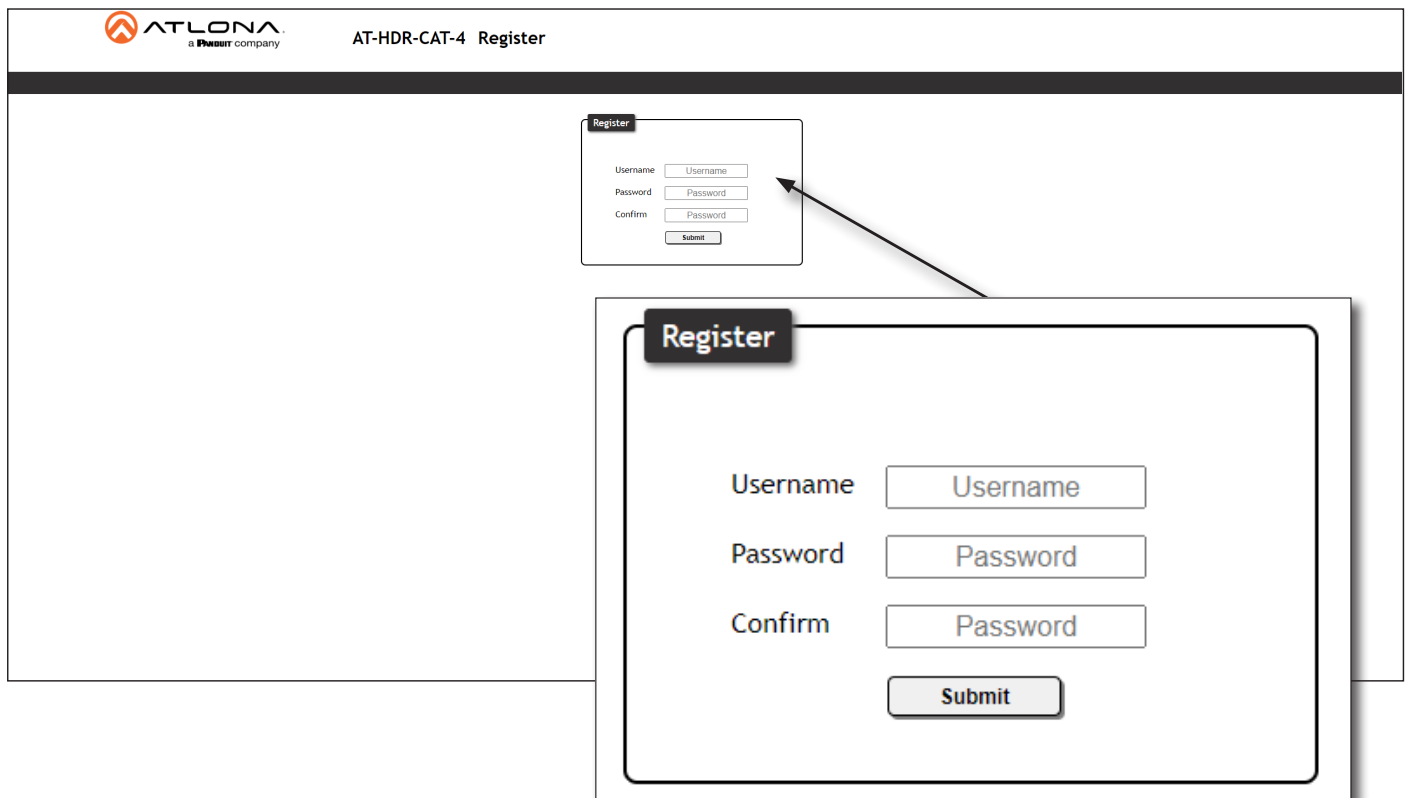 ATLONA.
a PANDUIT company
AT-HDR-CAT-4 Register
Register
Username Username
Password Password
Confirm Password
Submit
Register
Username Username
Password Password
Confirm Password
Submit